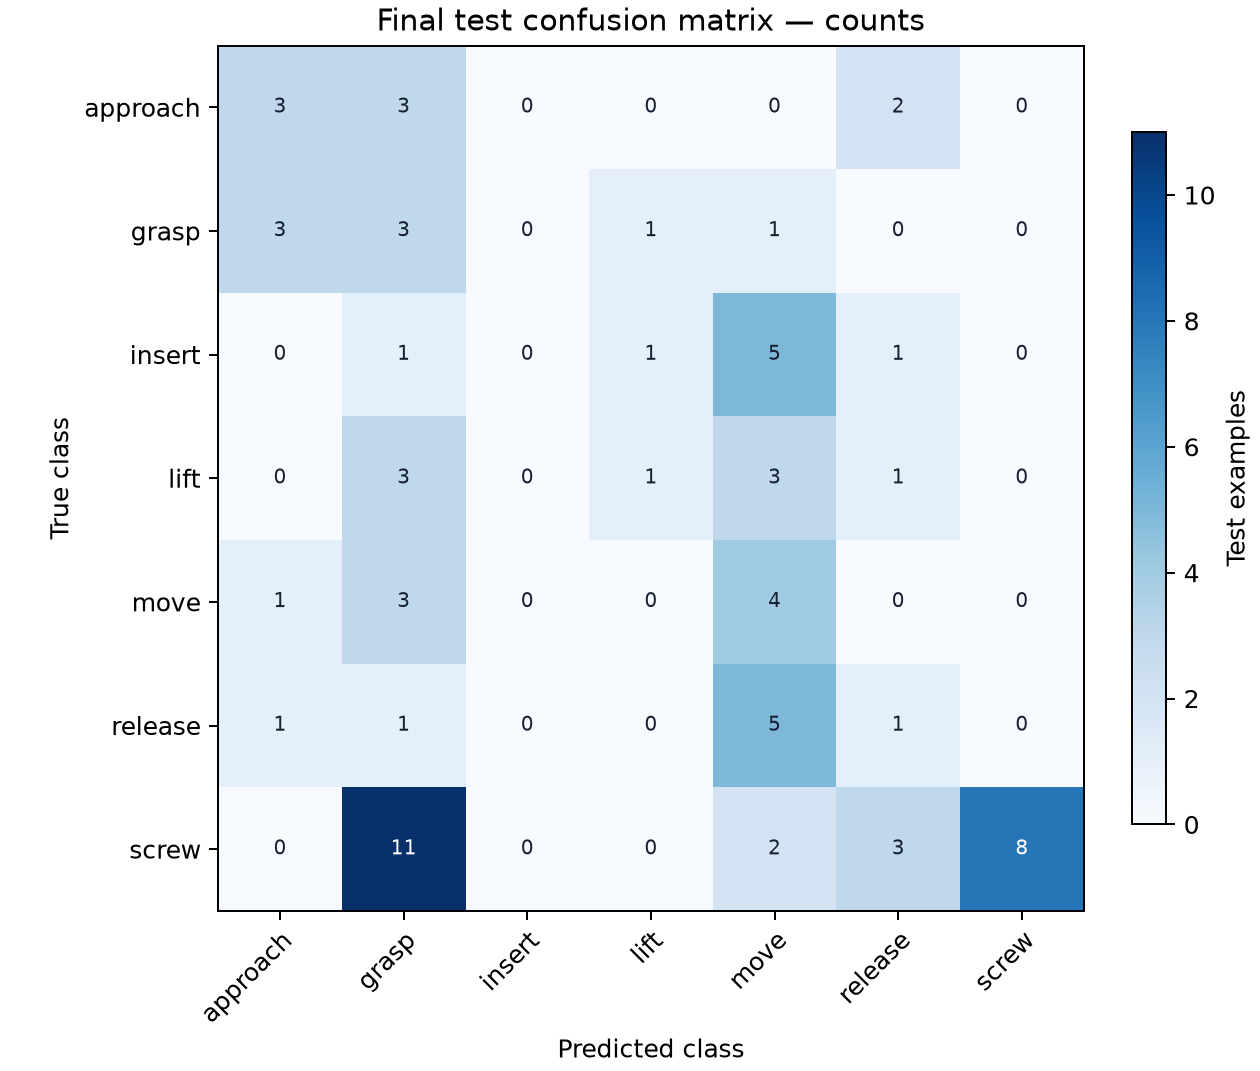 Final test confusion matrix — counts
approach 3 3 0 0 0 2 0
grasp 3 3 0 1 1 0 0
insert 0 1 0 1 5 1 0
lift 0 3 0 1 3 1 0
move 1 3 0 0 4 0 0
release 1 1 0 0 5 1 0
screw 0 11 0 0 2 3 8
approach grasp insert lift move release screw
Predicted class
True class
10
8
6
4
2
0
Test examples